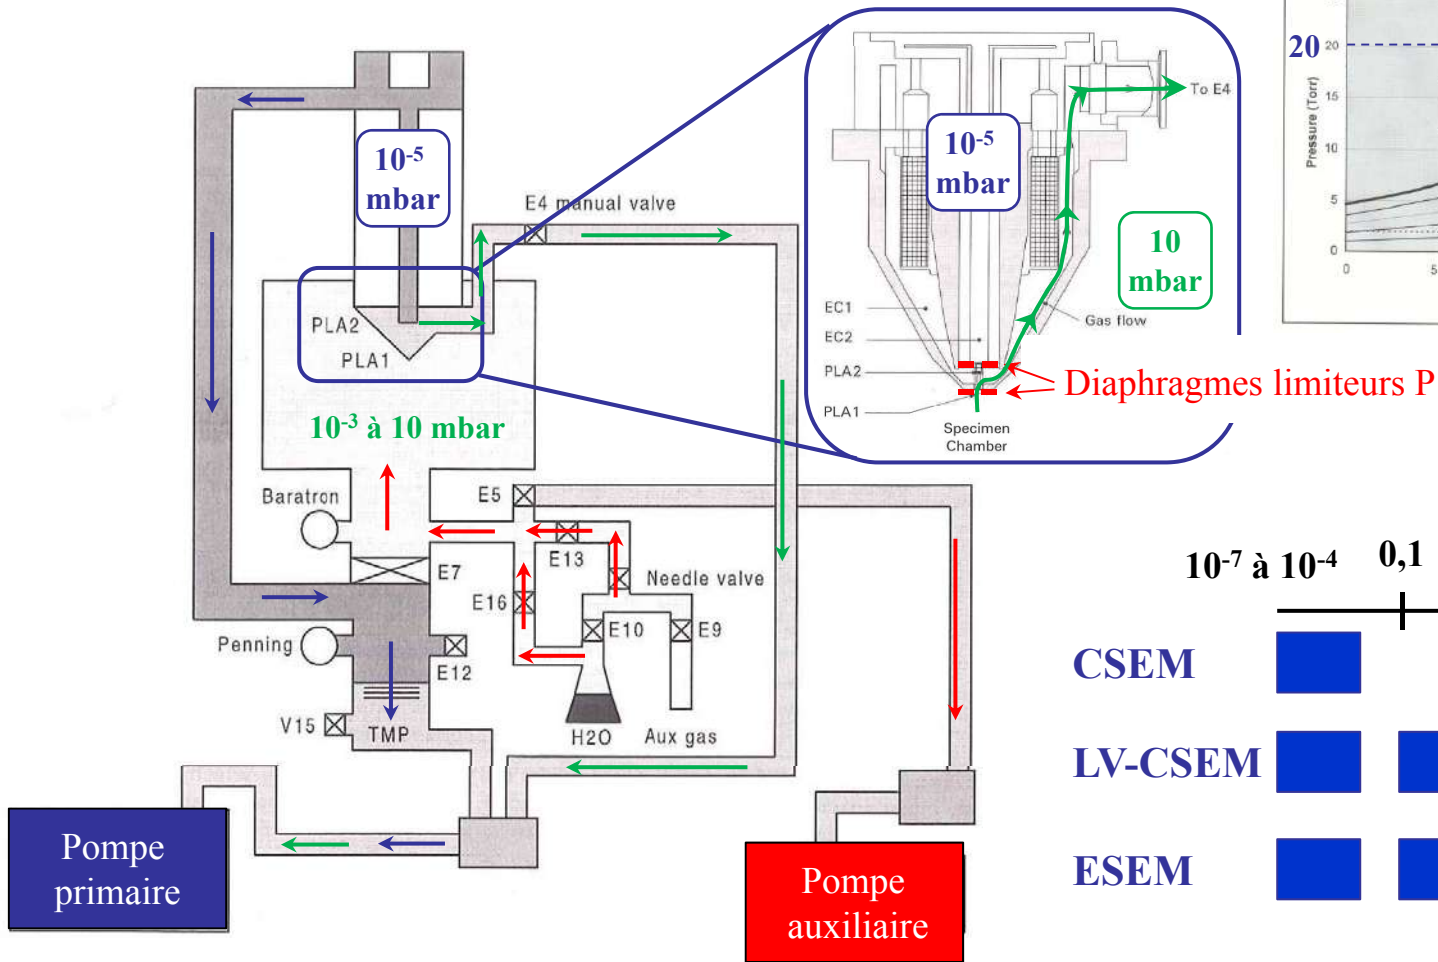 10⁻⁵
mbar
E4 manual valve
PLA2
PLA1
10⁻³ à 10 mbar
Baratron
E5
E13
E7
Needle valve
E16
E10
E9
Penning
E12
V15
TMP
H2O
Aux gas
Pompe
primaire
Pompe
auxiliaire
10⁻⁵
mbar
To E4
10
mbar
EC1
Gas flow
EC2
PLA2
Diaphragmes limiteurs P
PLA1
Specimen
Chamber
20
20
15
10
5
0
Pressure (Torr)
0
5
10⁻⁷ à 10⁻⁴
0,1
CSEM
LV-CSEM
ESEM